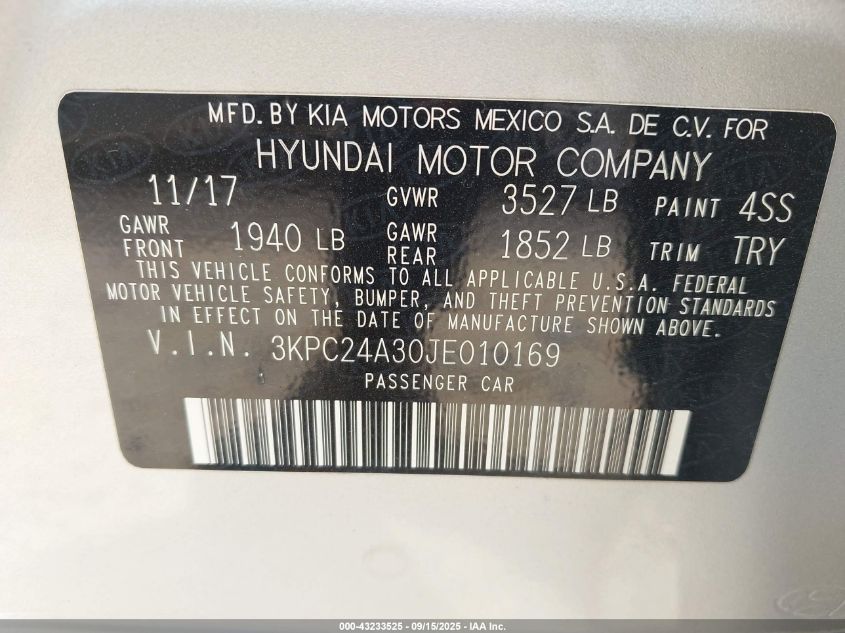 MFD. BY KIA MOTORS MEXICO S.A. DE C.V. FOR
HYUNDAI MOTOR COMPANY
11/17 GVWR 3527 LB PAINT 4SS
GAWR FRONT 1940 LB GAWR REAR 1852 LB TRIM TRY
THIS VEHICLE CONFORMS TO ALL APPLICABLE U.S.A. FEDERAL
MOTOR VEHICLE SAFETY, BUMPER, AND THEFT PREVENTION STANDARDS
IN EFFECT ON THE DATE OF MANUFACTURE SHOWN ABOVE.
V.I.N. 3KPC24A30JE010169
PASSENGER CAR
000-43233525 - 09/15/2025 - IAA Inc.